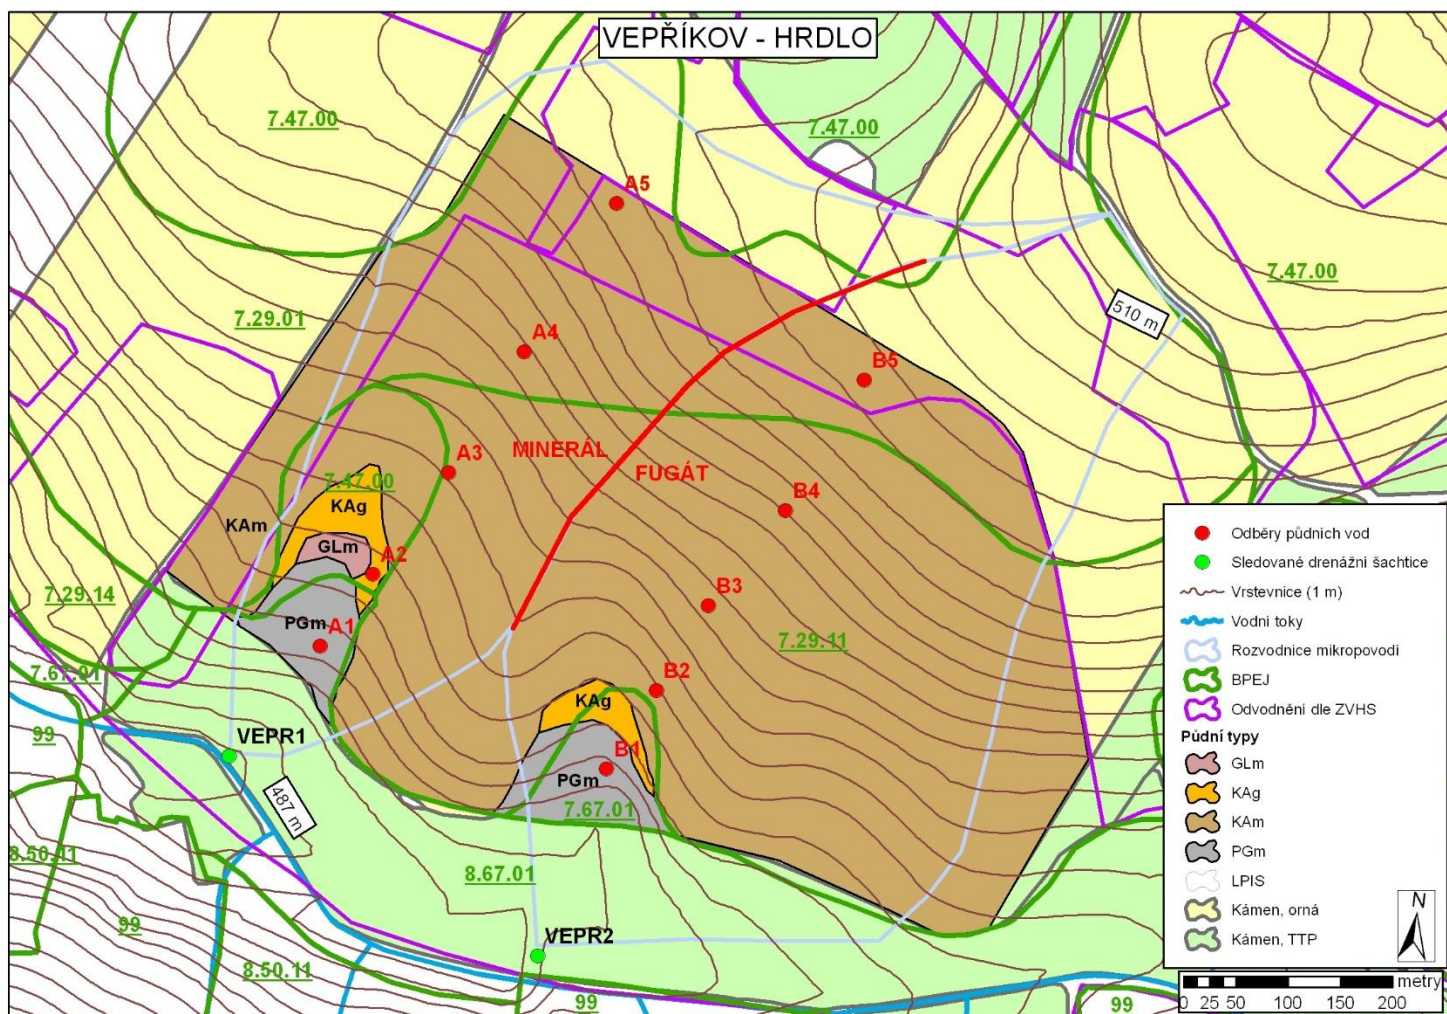 VEPŘÍKOV - HRDLO
7.47.00
7.47.00
A5
7.47.00
7.29.01
510 m
A4
B5
A3
MINERÁL
FUGÁT
7.47.00
KAg
B4
KAm
GLm
A2
7.29.14
B3
PGm
A1
7.29.11
7.67.01
B2
KAg
99
VEPR1
B1
PGm
7.67.01
487 m
8.50.11
8.67.01
99
VEPR2
8.50.11
99
99
Odběry půdních vod
Sledované drenážní šachtice
Vrstevnice (1 m)
Vodní toky
Rozvodnice mikropovodí
BPEJ
Odvodnění dle ZVHS
Půdní typy
GLm
KAg
KAm
PGm
LPIS
Kámen, orná
Kámen, TTP
N
metry
0 25 50 100 150 200